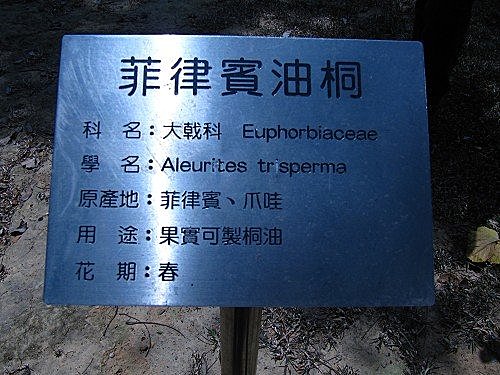 菲律賓油桐
科 名：大戟科 Euphorbiaceae
學 名：Aleurites trisperma
原產地：菲律賓、爪哇
用 途：果實可製桐油
花 期：春